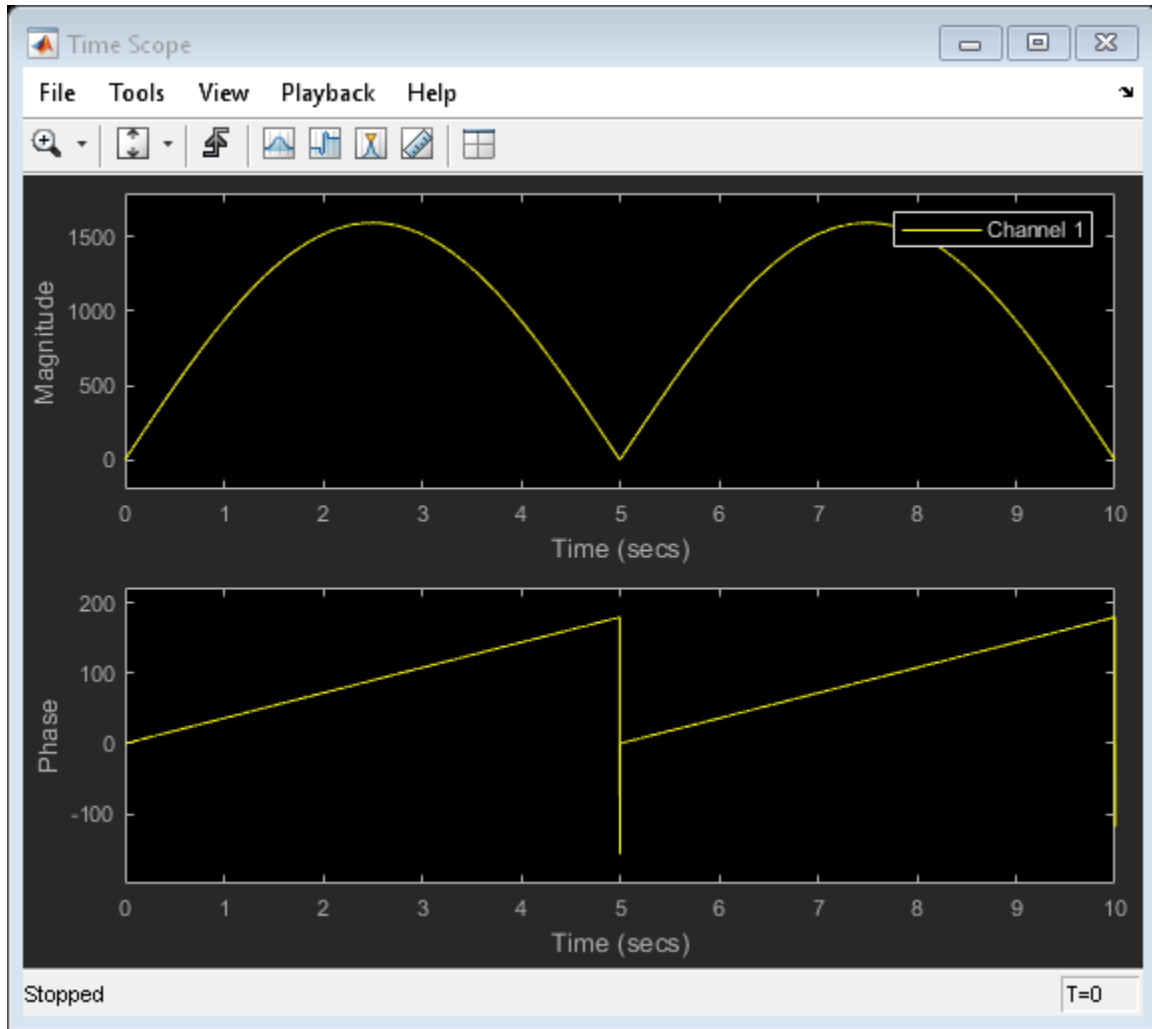 Time Scope
File Tools View Playback Help
Channel 1
Magnitude
1500
1000
500
0
0 1 2 3 4 5 6 7 8 9 10
Time (secs)
Phase
200
100
0
-100
0 1 2 3 4 5 6 7 8 9 10
Time (secs)
Stopped T=0